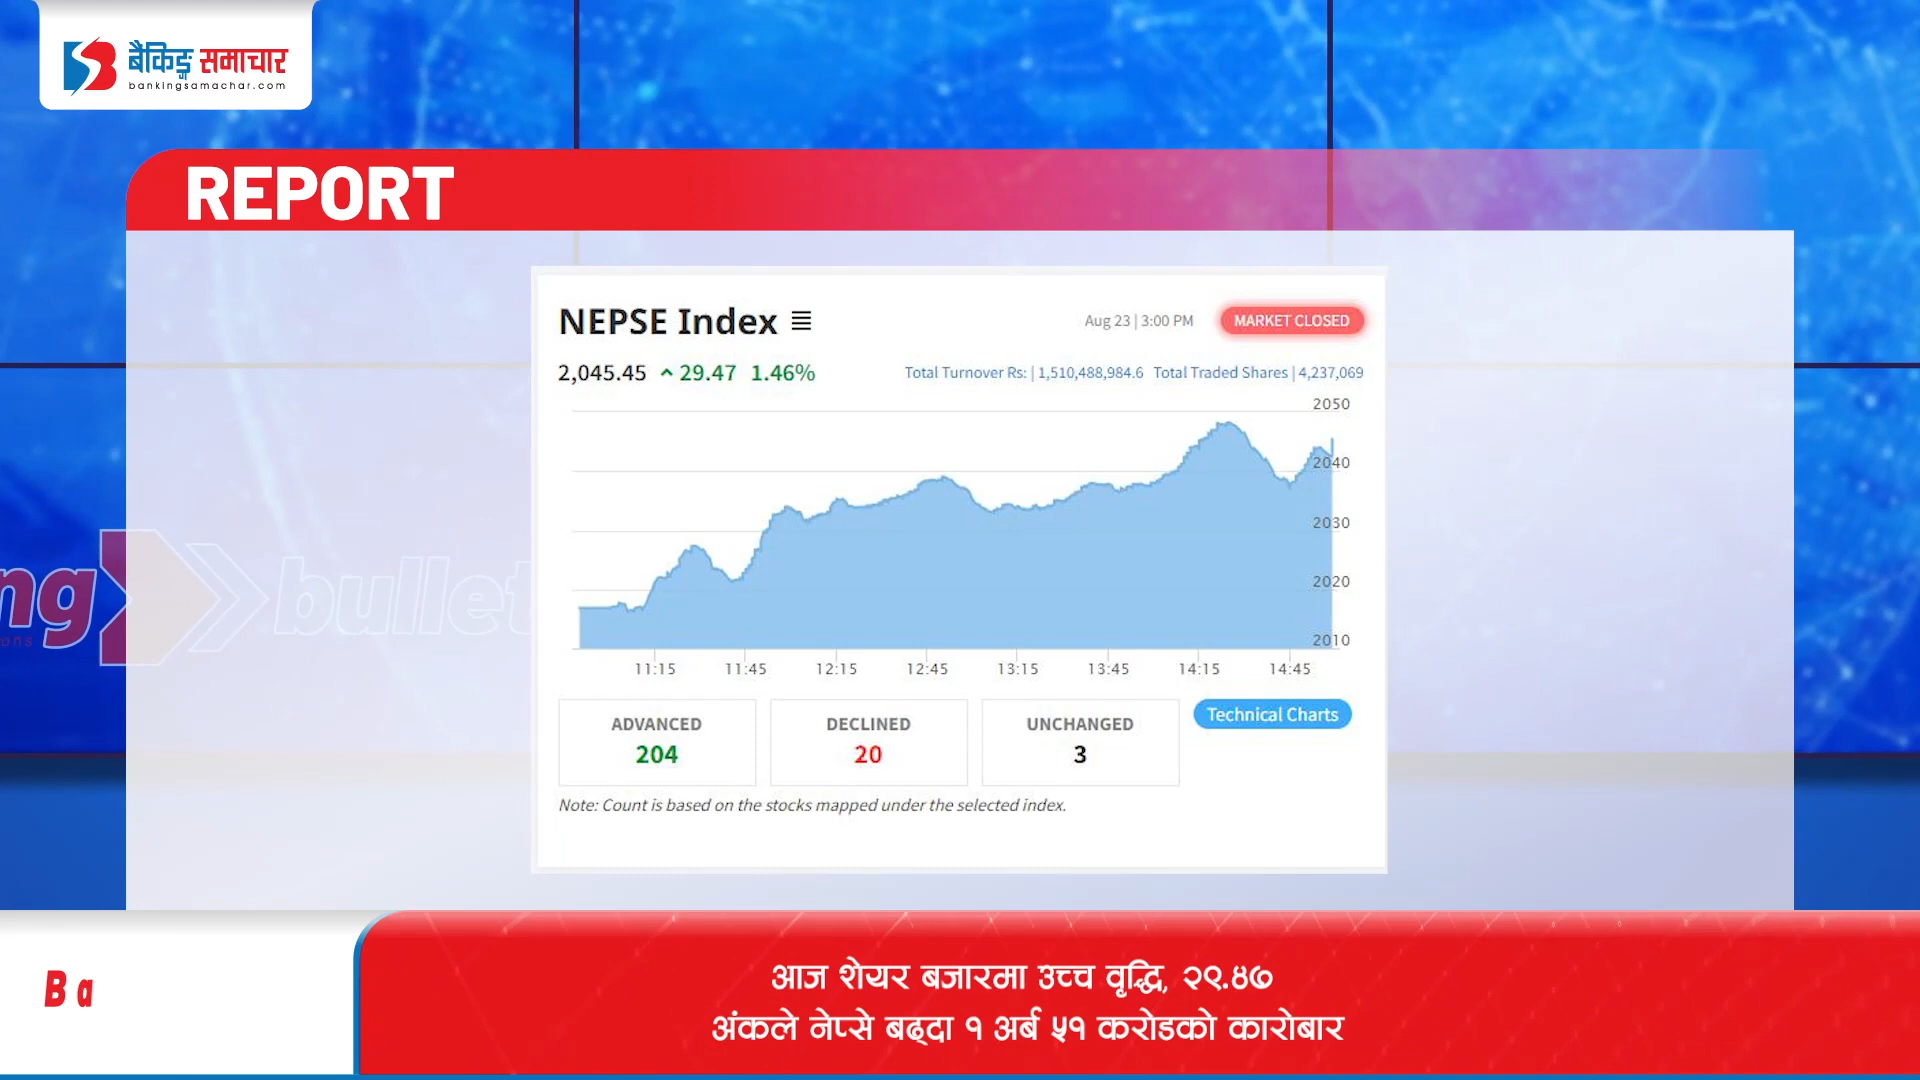 बैंकिङ्ग समाचार
bankingsamachar.com
REPORT
NEPSE Index
Aug 23 | 3:00 PM
MARKET CLOSED
2,045.45 29.47 1.46%
Total Turnover Rs: | 1,510,488,984.6 Total Traded Shares | 4,237,069
2050
2040
2030
2020
2010
11:15 11:45 12:15 12:45 13:15 13:45 14:15 14:45
ADVANCED
204
DECLINED
20
UNCHANGED
3
Technical Charts
Note: Count is based on the stocks mapped under the selected index.
ng
ons
bullet
Ba
आज शेयर बजारमा उच्च वृद्धि, २९.४७
अंकले नेप्से बढ्दा १ अर्ब ५१ करोडको कारोबार